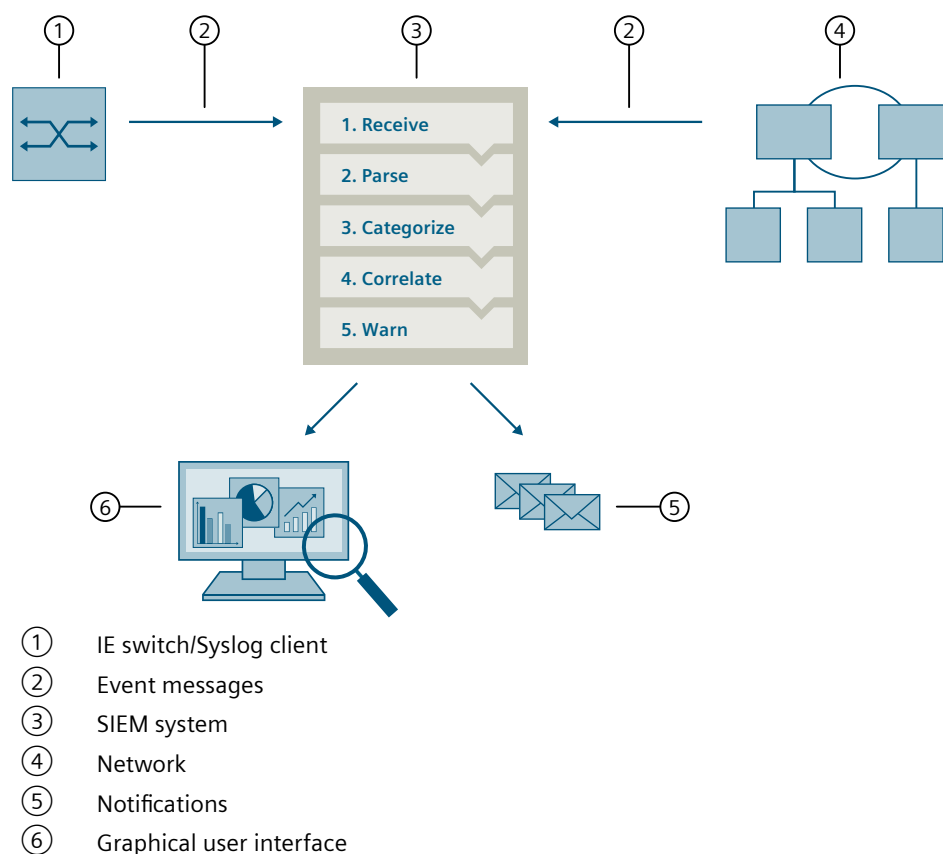 1 2 3 2 4
1. Receive
2. Parse
3. Categorize
4. Correlate
5. Warn
6 5
1 IE switch/Syslog client
2 Event messages
3 SIEM system
4 Network
5 Notifications
6 Graphical user interface